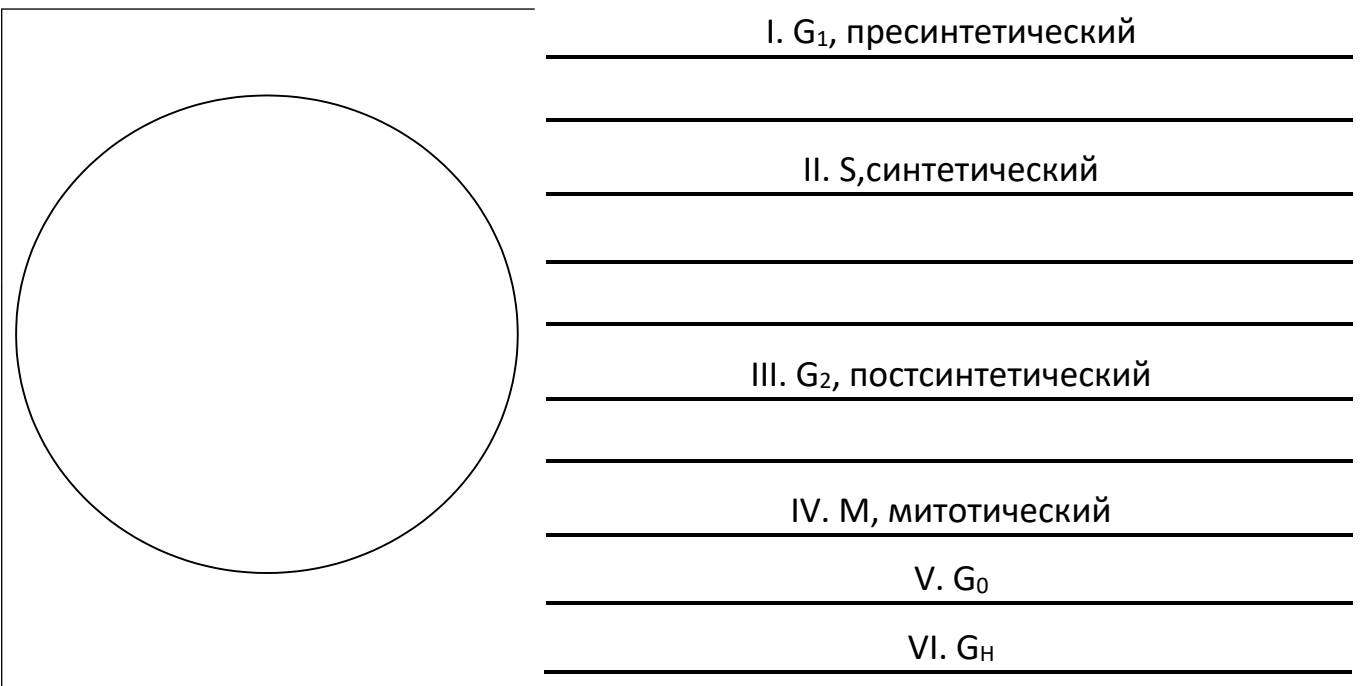 I. G₁, пресинтетический
II. S,синтетический
III. G₂, постсинтетический
IV. М, митотический
V. G₀
VI. Gн